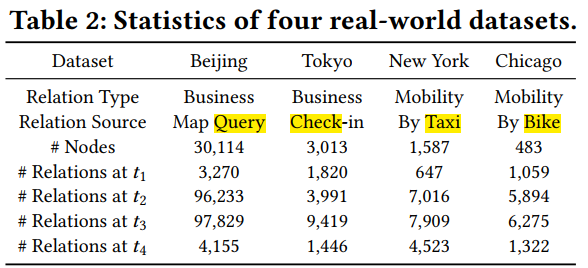 Table 2: Statistics of four real-world datasets.
Dataset Beijing Tokyo New York Chicago
Relation Type Business Business Mobility Mobility
Relation Source Map Query Check-in By Taxi By Bike
# Nodes 30,114 3,013 1,587 483
# Relations at t1 3,270 1,820 647 1,059
# Relations at t2 96,233 3,991 7,016 5,894
# Relations at t3 97,829 9,419 7,909 6,275
# Relations at t4 4,155 1,446 4,523 1,322